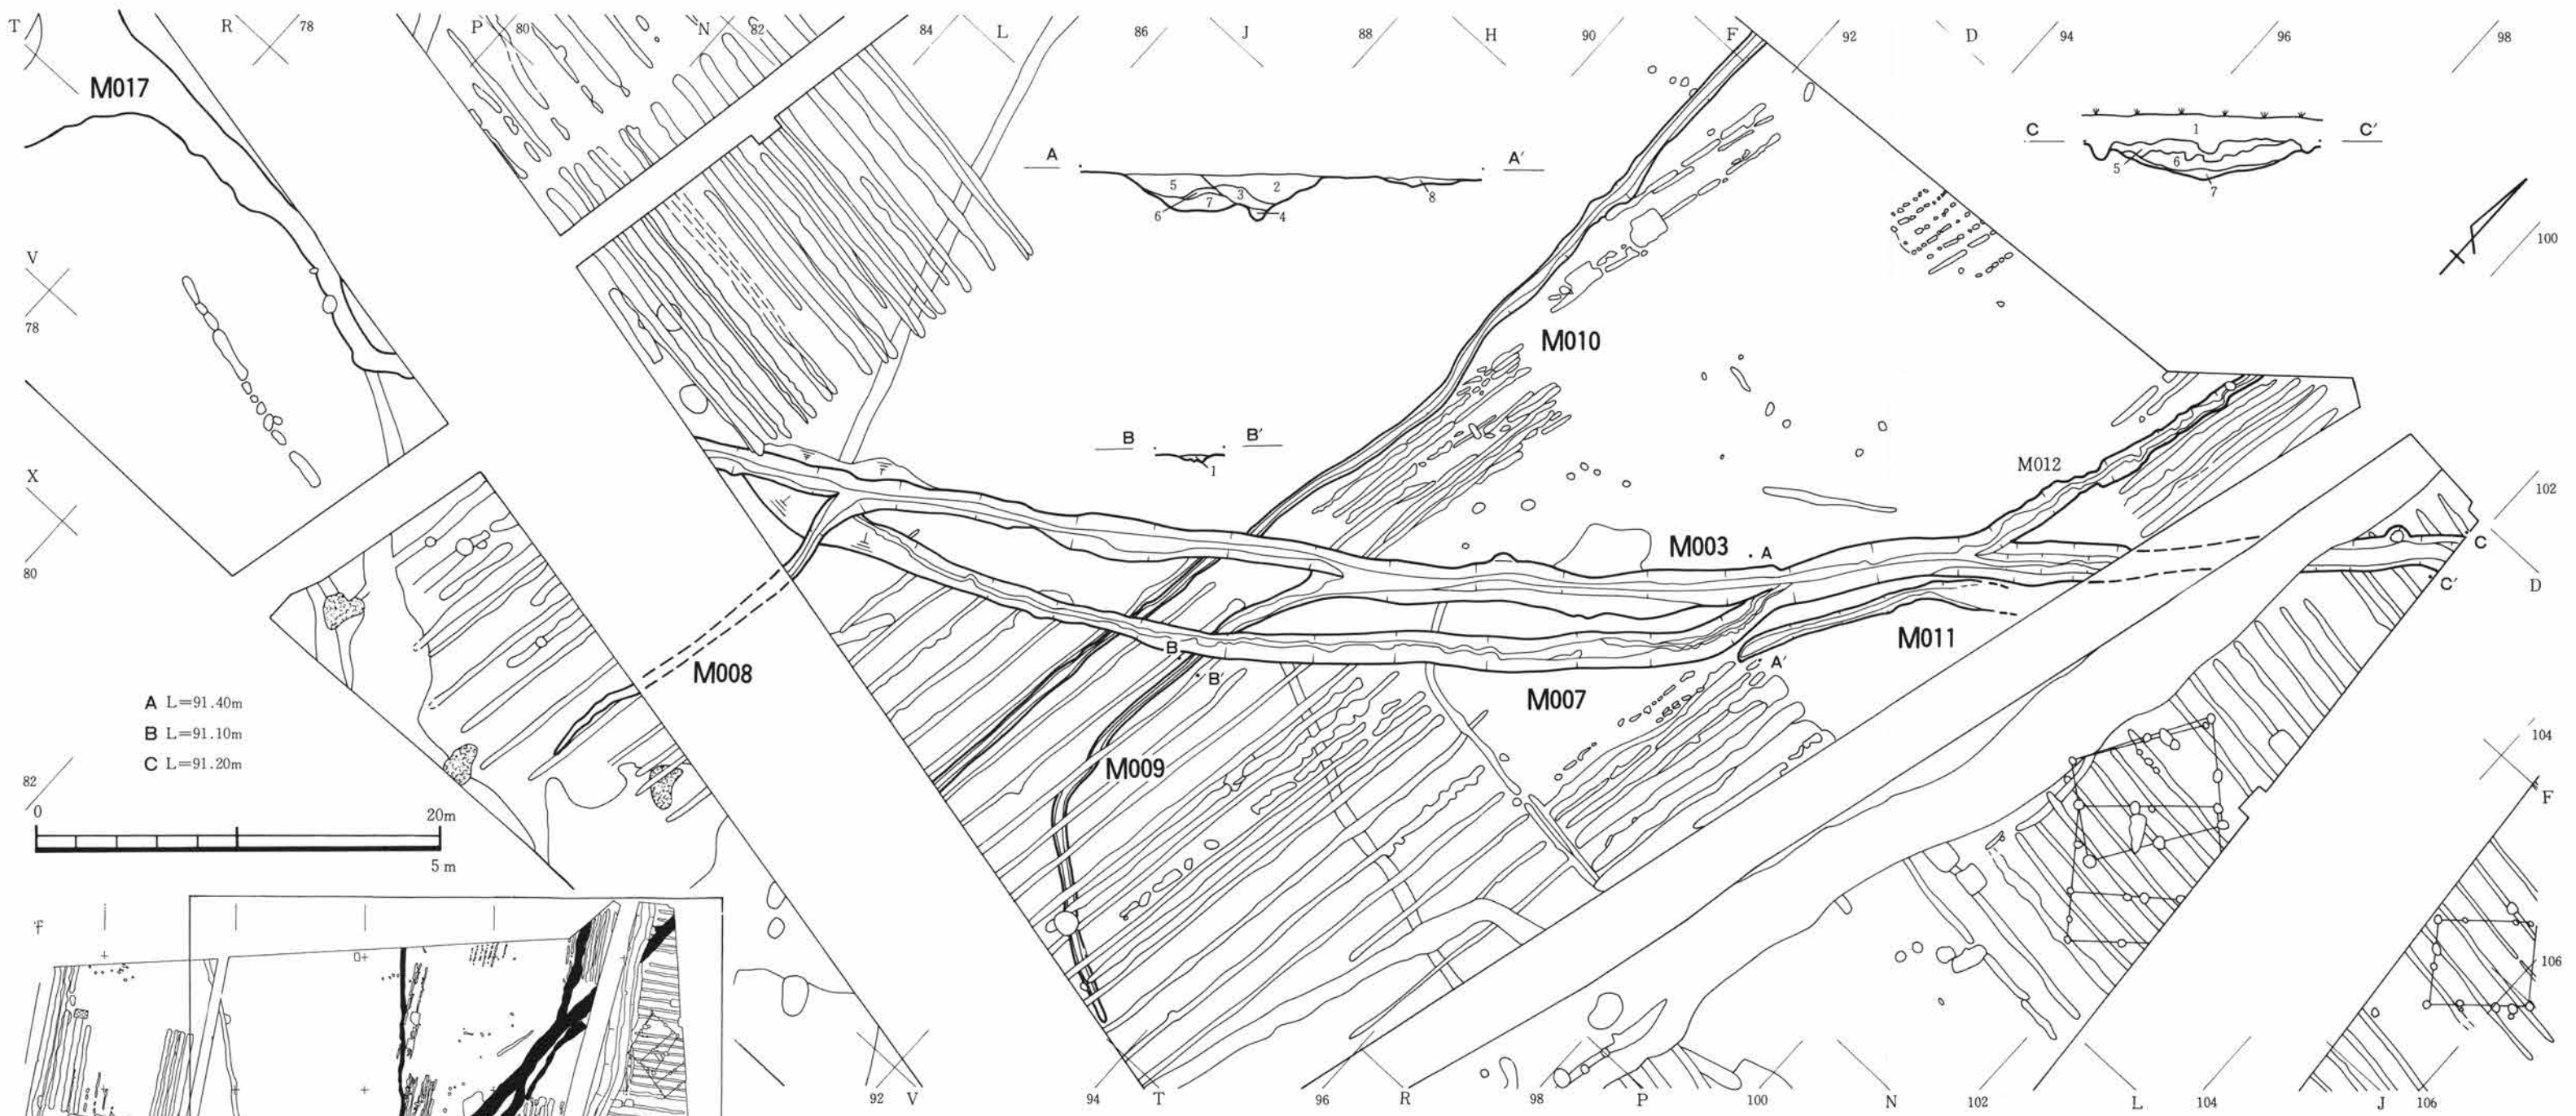 T R 78 P 80 N 82 84 L 86 J 88 H 90 F 92 D 94 96 98
M017
C 1 C'
5 6 7
A A'
5 3 2
6 7 4 8
V
100
78
M010
B B'
1
X
M012
102
80
M003 A
C
C'
D
B
B'
A'
M011
M008
M007
A L=91.40m
B L=91.10m
C L=91.20m
M009
104
82
F
0 20m
5 m
106
92 V 94 T 96 R 98 P 100 N 102 L 104 J 106